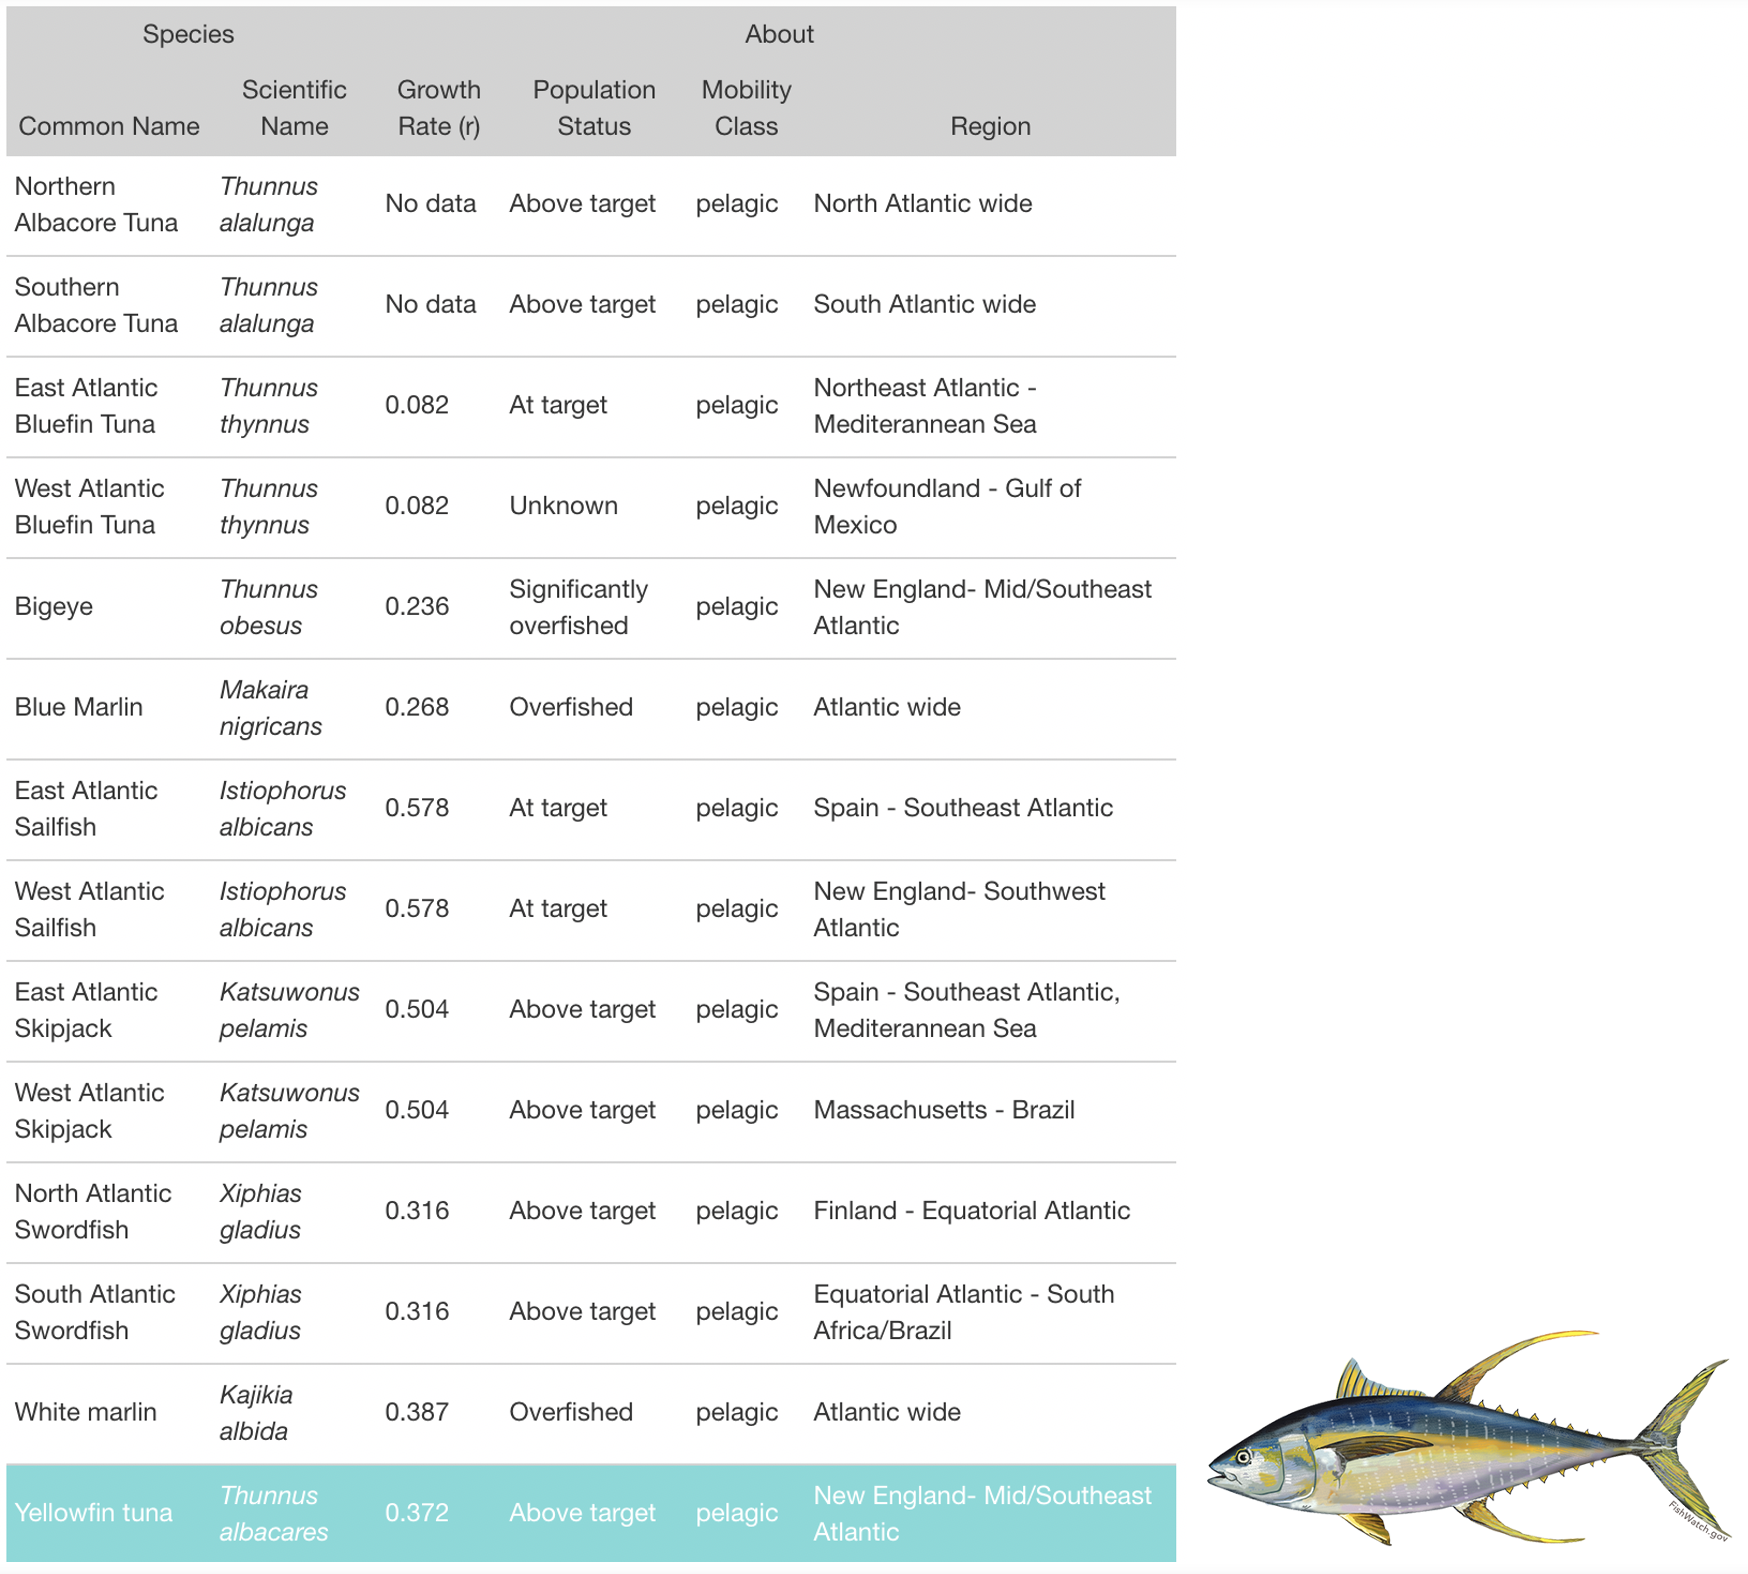 Species About
Scientific Growth Population Mobility
Common Name Name Rate (r) Status Class Region
Northern Thunnus
Albacore Tuna alalunga No data Above target pelagic North Atlantic wide
Southern Thunnus
Albacore Tuna alalunga No data Above target pelagic South Atlantic wide
East Atlantic Thunnus 0.082 At target pelagic Northeast Atlantic -
Bluefin Tuna thynnus Mediterannean Sea
West Atlantic Thunnus 0.082 Unknown pelagic Newfoundland - Gulf of
Bluefin Tuna thynnus Mexico
Bigeye Thunnus 0.236 Significantly pelagic New England- Mid/Southeast
obesus overfished Atlantic
Blue Marlin Makaira 0.268 Overfished pelagic Atlantic wide
nigricans
East Atlantic Istiophorus 0.578 At target pelagic Spain - Southeast Atlantic
Sailfish albicans
West Atlantic Istiophorus 0.578 At target pelagic New England- Southwest
Sailfish albicans Atlantic
East Atlantic Katsuwonus 0.504 Above target pelagic Spain - Southeast Atlantic,
Skipjack pelamis Mediterannean Sea
West Atlantic Katsuwonus 0.504 Above target pelagic Massachusetts - Brazil
Skipjack pelamis
North Atlantic Xiphias 0.316 Above target pelagic Finland - Equatorial Atlantic
Swordfish gladius
South Atlantic Xiphias 0.316 Above target pelagic Equatorial Atlantic - South
Swordfish gladius Africa/Brazil
White marlin Kajikia 0.387 Overfished pelagic Atlantic wide
albida
Yellowfin tuna Thunnus 0.372 Above target pelagic New England- Mid/Southeast
albacares Atlantic
FishWatch.gov